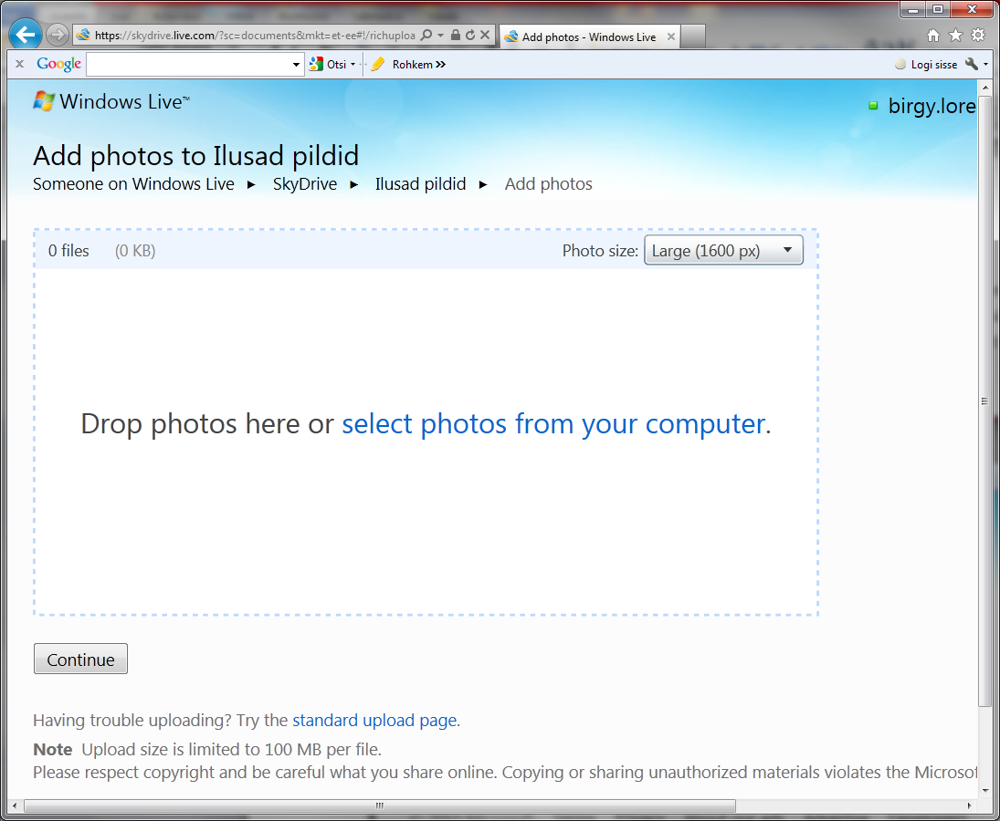 https://skydrive.live.com/?sc=documents&mkt=et-ee#!/richuploa
Add photos - Windows Live
x Google Otsi Rohkem »
Logi sisse
Windows Live™
birgy.lore
Add photos to Ilusad pildid
Someone on Windows Live ► SkyDrive ► Ilusad pildid ► Add photos
0 files (0 KB) Photo size: Large (1600 px)
Drop photos here or select photos from your computer.
Continue
Having trouble uploading? Try the standard upload page.
Note Upload size is limited to 100 MB per file.
Please respect copyright and be careful what you share online. Copying or sharing unauthorized materials violates the Microsof